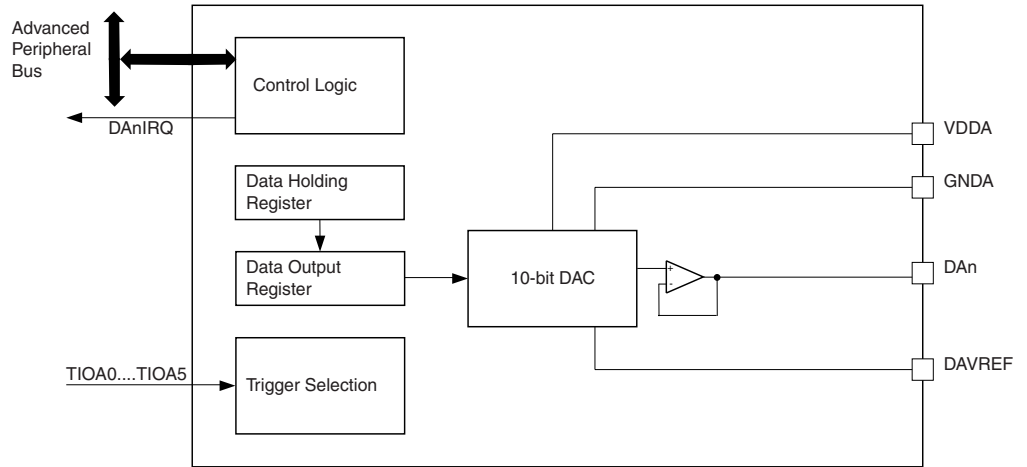 Advanced
Peripheral
Bus
DAnIRQ
Control Logic
Data Holding
Register
Data Output
Register
10-bit DAC
+
-
TIOA0....TIOA5
Trigger Selection
VDDA
GNDA
DAn
DAVREF